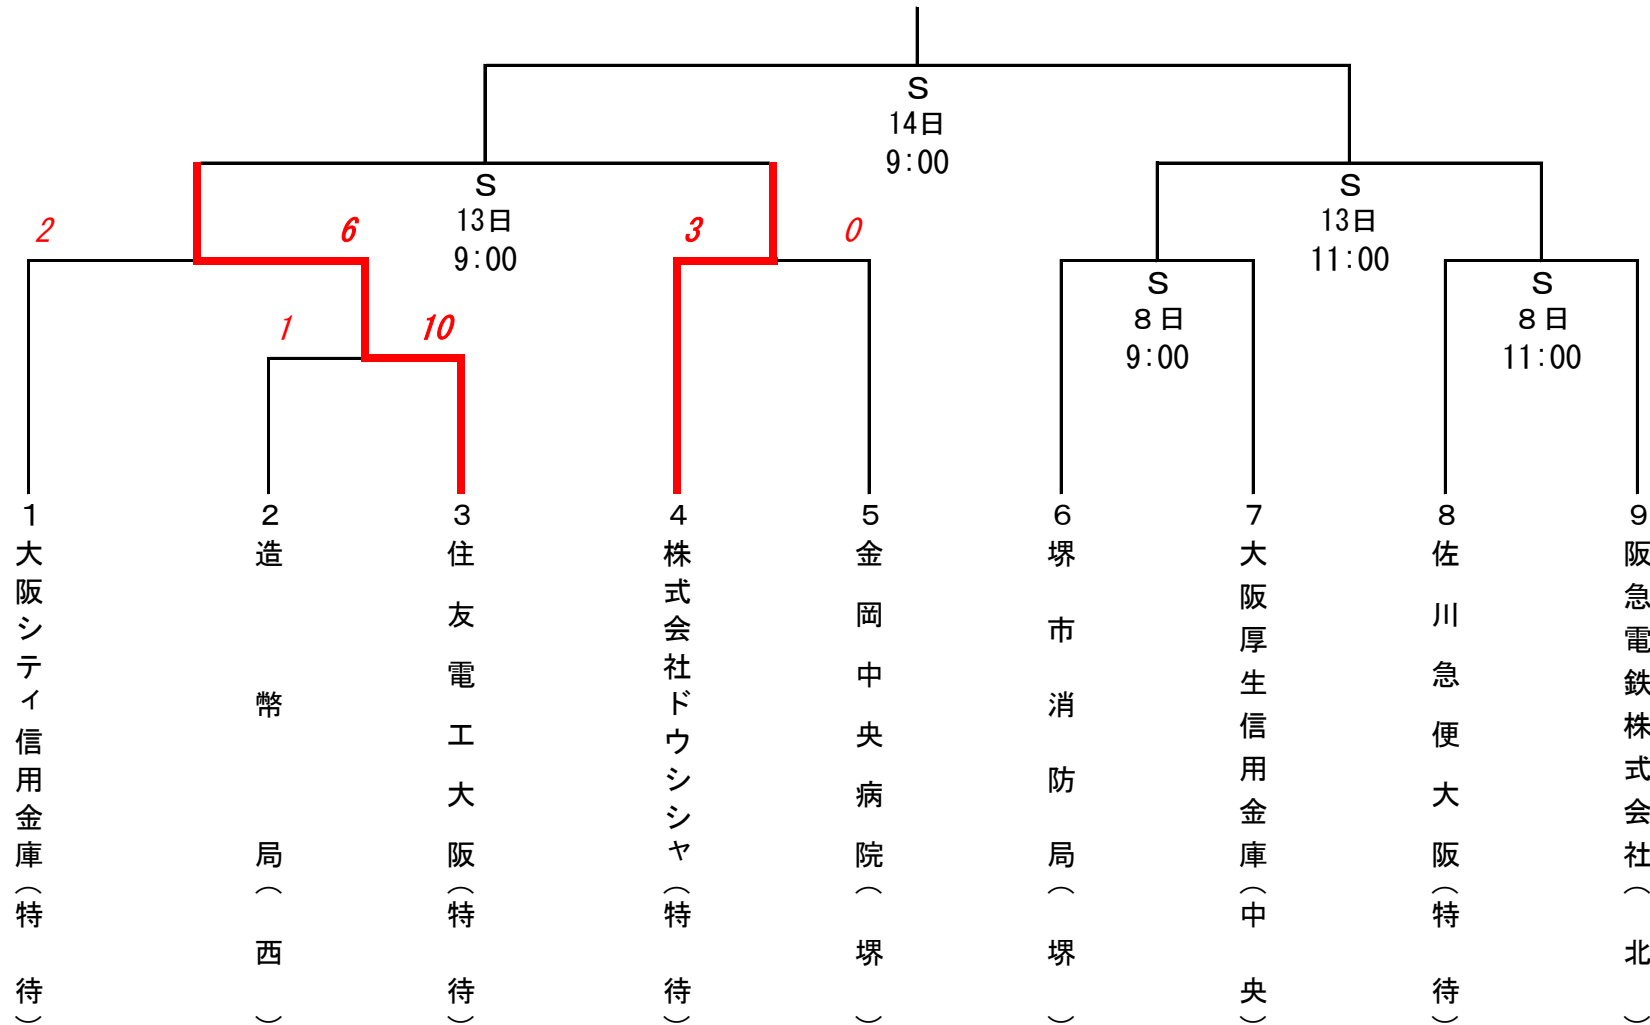 S
14日
9:00
S
13日
9:00
S
13日
11:00
2
6
3
0
S
8日
9:00
S
8日
11:00
1
10
1
大阪シティ信用金庫(特待)
2
造幣局(西)
3
住友電工大阪(特待)
4
株式会社ドウシシャ(特待)
5
金岡中央病院(堺)
6
堺市消防局(堺)
7
大阪厚生信用金庫(中央)
8
佐川急便大阪(特待)
9
阪急電鉄株式会社(北)